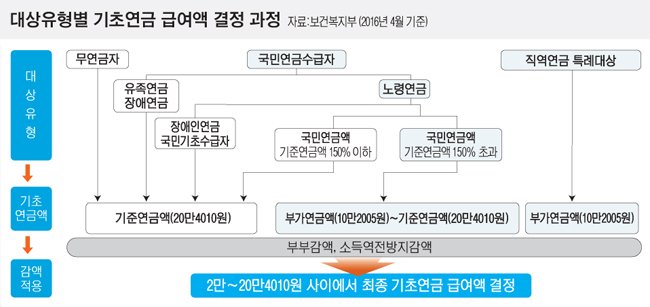 대상유형별 기초연금 급여액 결정 과정 자료:보건복지부 (2016년 4월 기준)
대상유형
무연금자
국민연금수급자
직역연금 특례대상
유족연금
장애연금
노령연금
장애인연금
국민기초수급자
국민연금액
기준연금액 150% 이하
국민연금액
기준연금액 150% 초과
기초
연금액
기준연금액(20만4010원)
부가연금액(10만2005원)~기준연금액(20만4010원)
부가연금액(10만2005원)
부부감액, 소득역전방지감액
감액
적용
2만~20만4010원 사이에서 최종 기초연금 급여액 결정